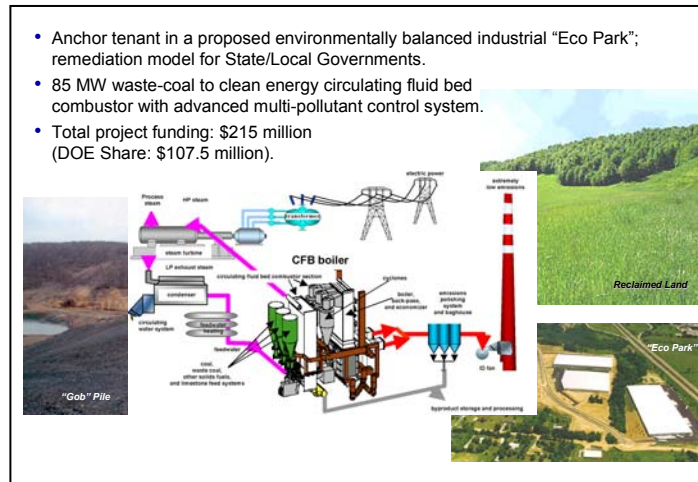 • Anchor tenant in a proposed environmentally balanced industrial “Eco Park”;
remediation model for State/Local Governments.
• 85 MW waste-coal to clean energy circulating fluid bed
combustor with advanced multi-pollutant control system.
• Total project funding: $215 million
(DOE Share: $107.5 million).
electric power
extremely
low emissions
Process
steam
HP steam
transformer
steam turbine
LP exhaust steam
CFB boiler
circulating fluid bed combustor section
cyclones
condenser
boiler,
back-pass,
and economizer
emissions
polishing
system
and baghouse
circulating
water system
feedwater
heating
feedwater
coal,
waste coal,
other solids fuels,
and limestone feed systems
ID fan
byproduct storage and processing
“Gob” Pile
Reclaimed Land
“Eco Park”